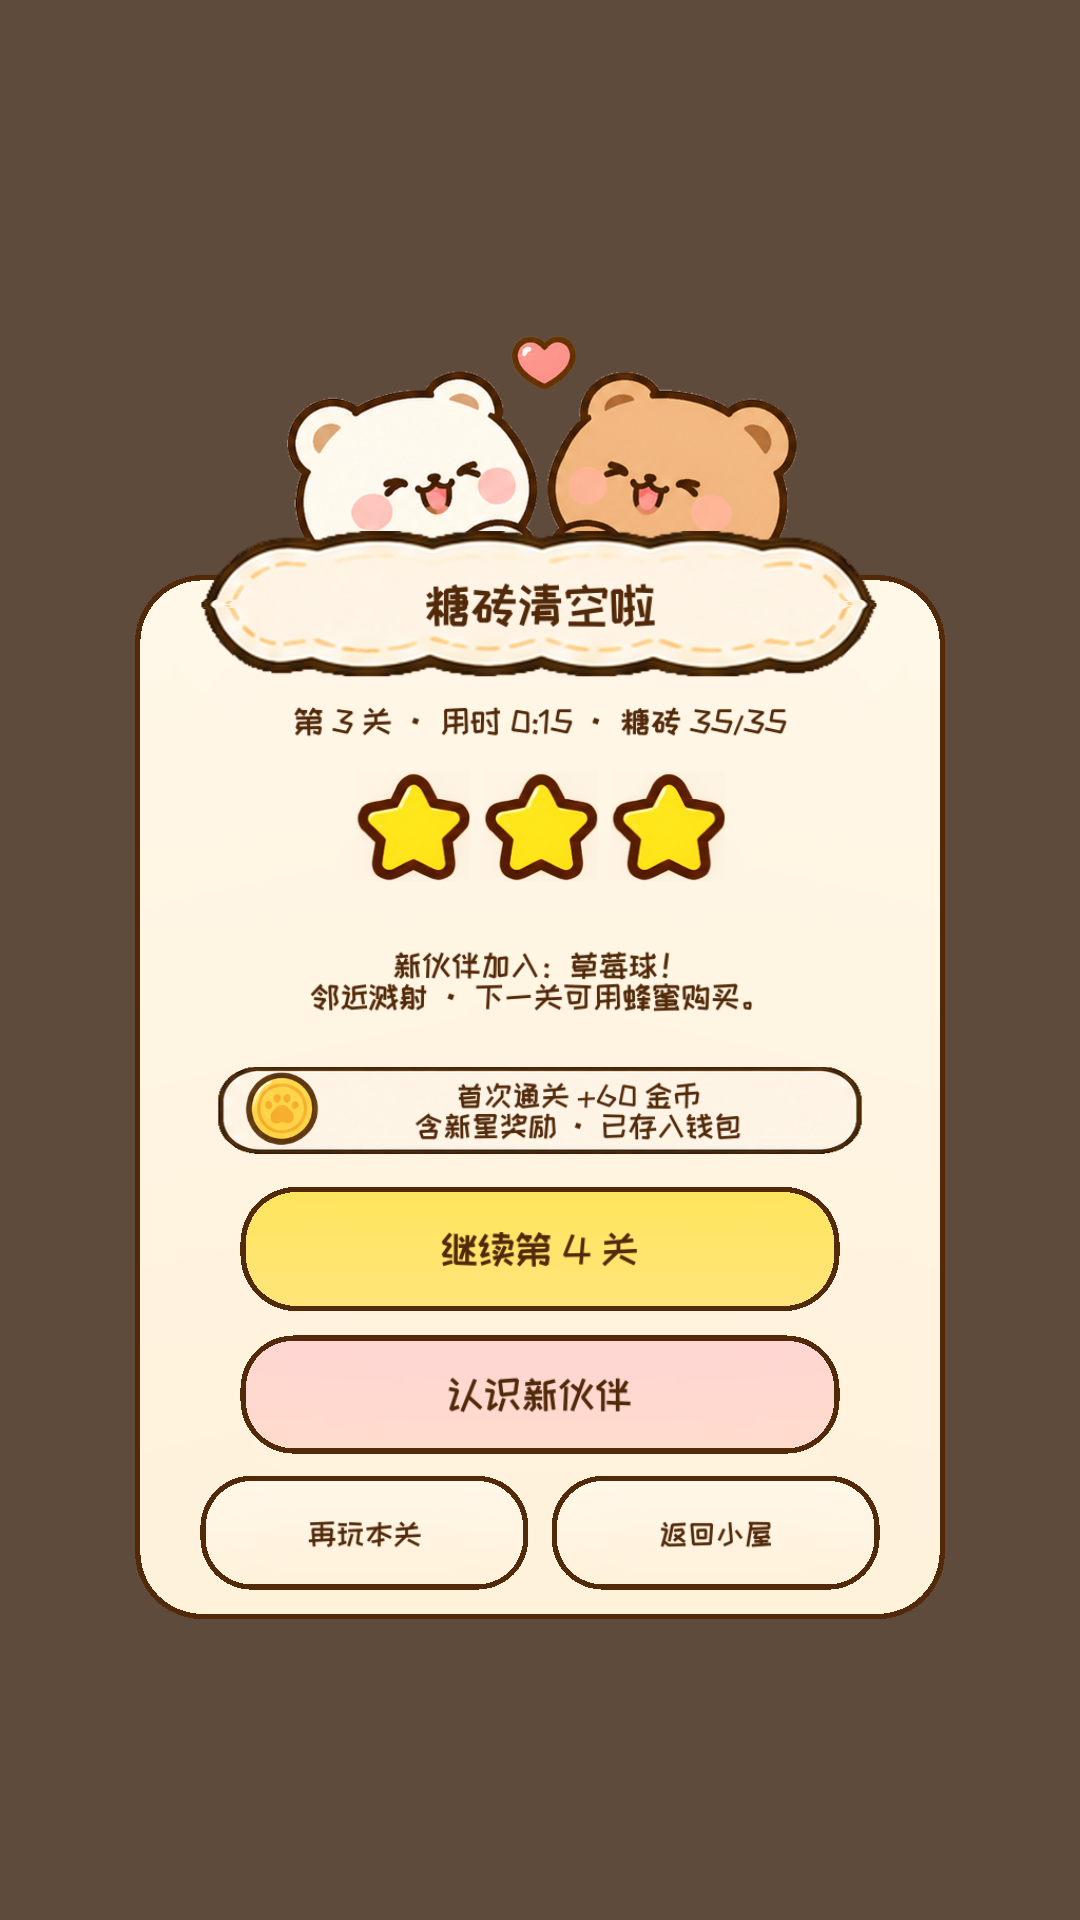 糖砖清空啦
第 3 关 · 用时 0:15 · 糖砖 35/35
新伙伴加入：草莓球！
邻近溅射 · 下一关可用蜂蜜购买。
首次通关 +60 金币
含新星奖励 · 已存入钱包
继续第 4 关
认识新伙伴
再玩本关
返回小屋